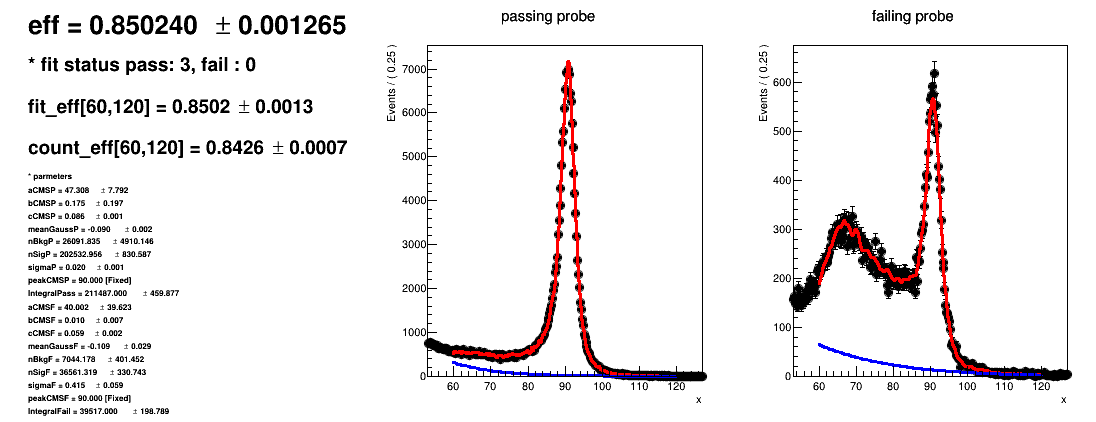 eff = 0.850240 ± 0.001265
* fit status pass: 3, fail : 0
fit_eff[60,120] = 0.8502 ± 0.0013
count_eff[60,120] = 0.8426 ± 0.0007
* parmeters
aCMSP = 47.308 ± 7.792
bCMSP = 0.175 ± 0.197
cCMSP = 0.086 ± 0.001
meanGaussP = -0.090 ± 0.002
nBkgP = 26091.835 ± 4910.146
nSigP = 202532.956 ± 830.587
sigmaP = 0.020 ± 0.001
peakCMSP = 90.000 [Fixed]
IntegralPass = 211487.000 ± 459.877
aCMSF = 40.002 ± 39.623
bCMSF = 0.010 ± 0.007
cCMSF = 0.059 ± 0.002
meanGaussF = -0.109 ± 0.029
nBkgF = 7044.178 ± 401.452
nSigF = 36561.319 ± 330.743
sigmaF = 0.415 ± 0.059
peakCMSF = 90.000 [Fixed]
IntegralFail = 39517.000 ± 198.789
passing probe
Events / ( 0.25 )
7000
6000
5000
4000
3000
2000
1000
0
60 70 80 90 100 110 120
x
failing probe
Events / ( 0.25 )
600
500
400
300
200
100
0
60 70 80 90 100 110 120
x